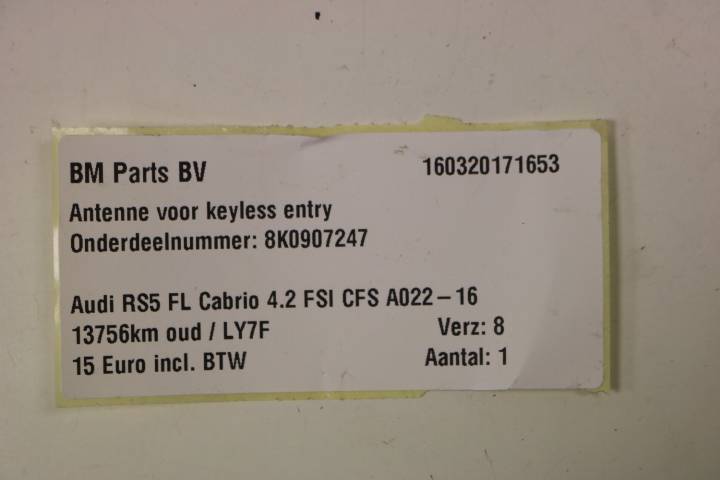 BM Parts BV 160320171653
Antenne voor keyless entry
Onderdeelnummer: 8K0907247
Audi RS5 FL Cabrio 4.2 FSI CFS A022-16
13756km oud / LY7F Verz: 8
15 Euro incl. BTW Aantal: 1